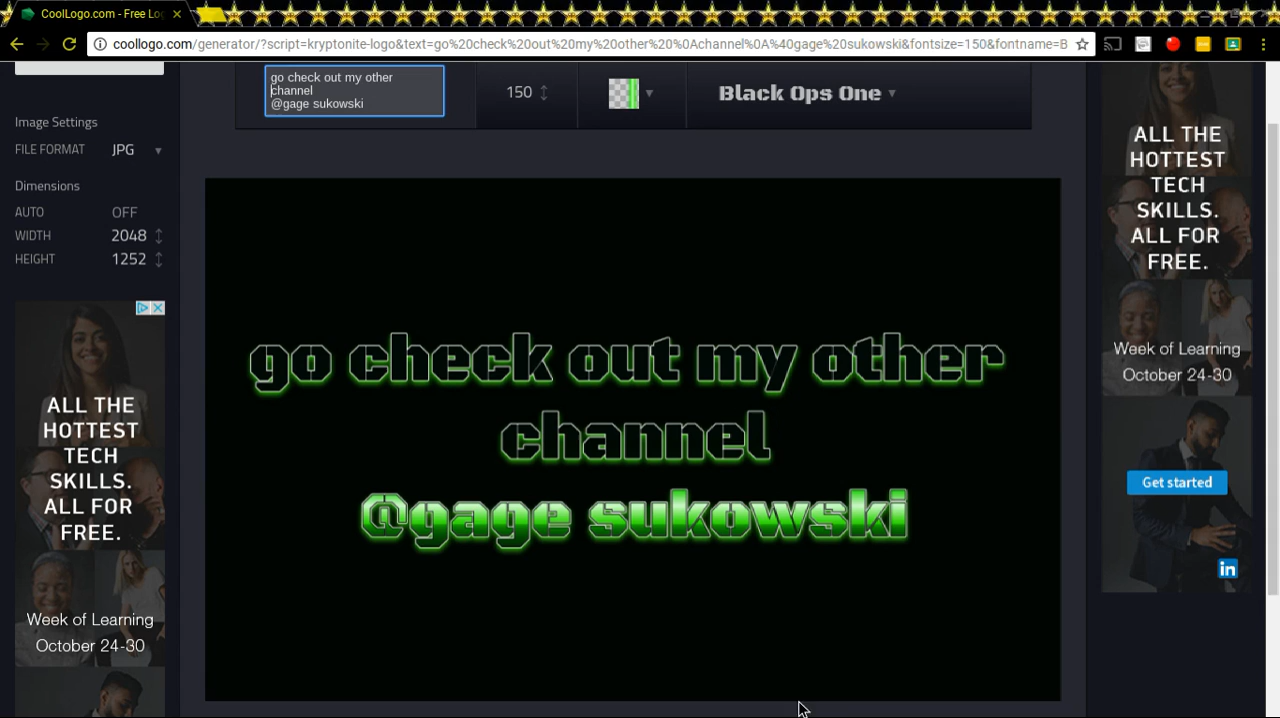 CoolLogo.com - Free Lo
coollogo.com/generator/?script=kryptonite-logo&text=go%20check%20out%20my%20other%20%0Achannel%0A%40gage%20sukowski&fontsize=150&fontname=B
go check out my other
channel
@gage sukowski
150
Black Ops One
Image Settings
FILE FORMAT JPG
Dimensions
AUTO OFF
WIDTH 2048
HEIGHT 1252
ALL THE
HOTTEST
TECH
SKILLS.
ALL FOR
FREE.
Week of Learning
October 24-30
go check out my other
channel
@gage sukowski
ALL THE
HOTTEST
TECH
SKILLS.
ALL FOR
FREE.
Week of Learning
October 24-30
Get started
in